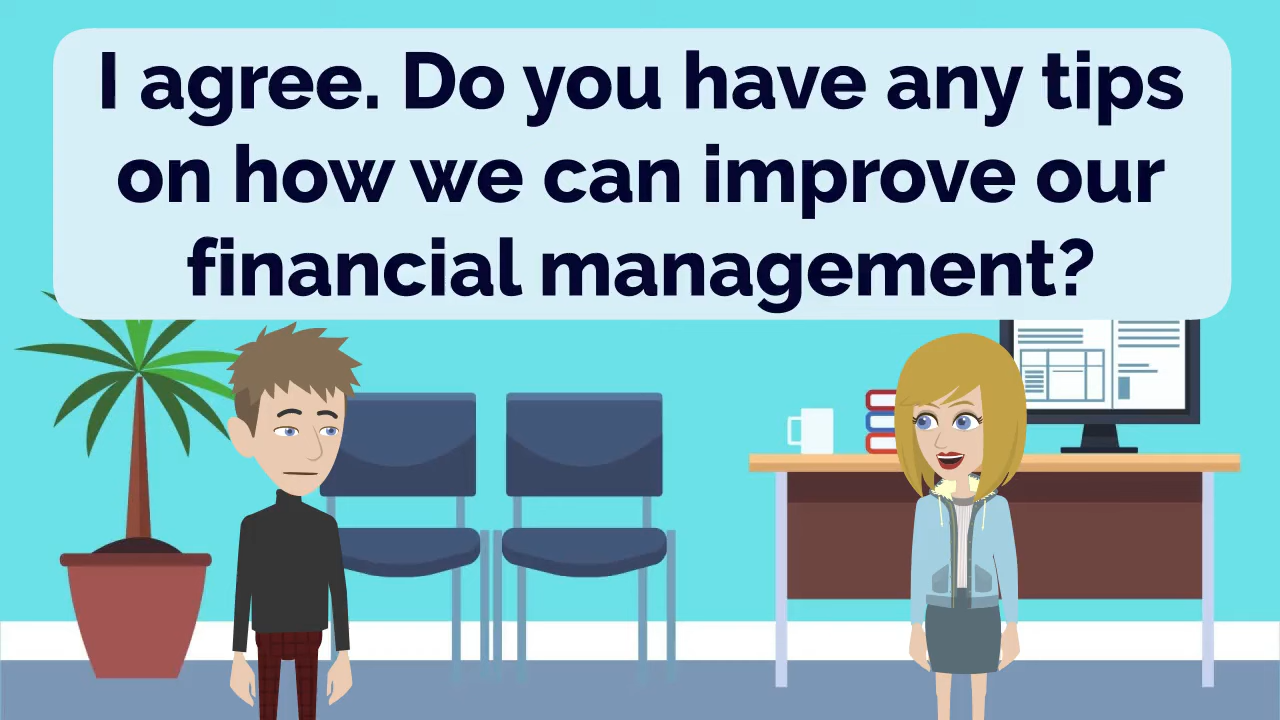 I agree. Do you have any tips
on how we can improve our
financial management?